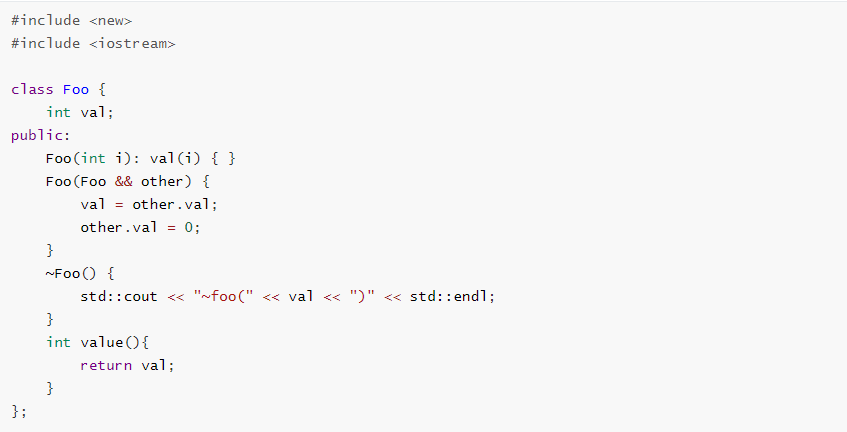 #include <new>
#include <iostream>

class Foo {
    int val;
public:
    Foo(int i): val(i) { }
    Foo(Foo && other) {
        val = other.val;
        other.val = 0;
    }
    ~Foo() {
        std::cout << "~foo(" << val << ")" << std::endl;
    }
    int value(){
        return val;
    }
};